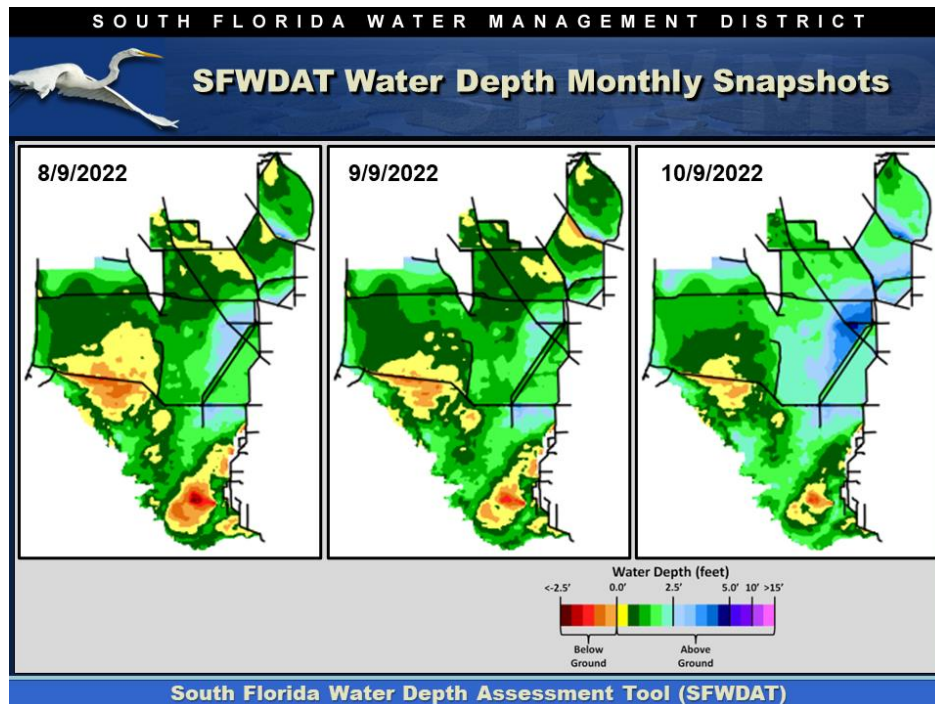 SOUTH FLORIDA WATER MANAGEMENT DISTRICT
SFWDAT Water Depth Monthly Snapshots
8/9/2022
9/9/2022
10/9/2022
Water Depth (feet)
<-2.5' 0.0' 2.5' 5.0' 10' >15'
Below Above
Ground Ground
South Florida Water Depth Assessment Tool (SFWDAT)